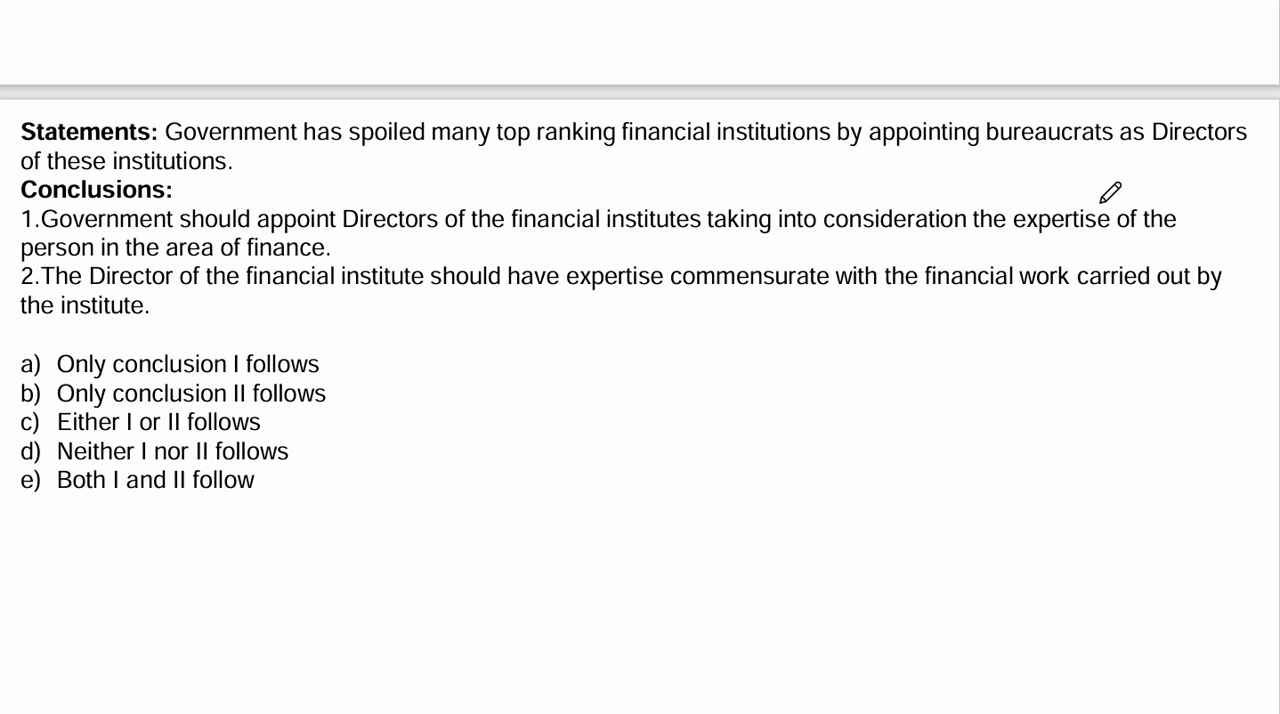 Statements: Government has spoiled many top ranking financial institutions by appointing bureaucrats as Directors
of these institutions.
Conclusions:
1.Government should appoint Directors of the financial institutes taking into consideration the expertise of the
person in the area of finance.
2.The Director of the financial institute should have expertise commensurate with the financial work carried out by
the institute.
a) Only conclusion I follows
b) Only conclusion II follows
c) Either I or II follows
d) Neither I nor II follows
e) Both I and II follow